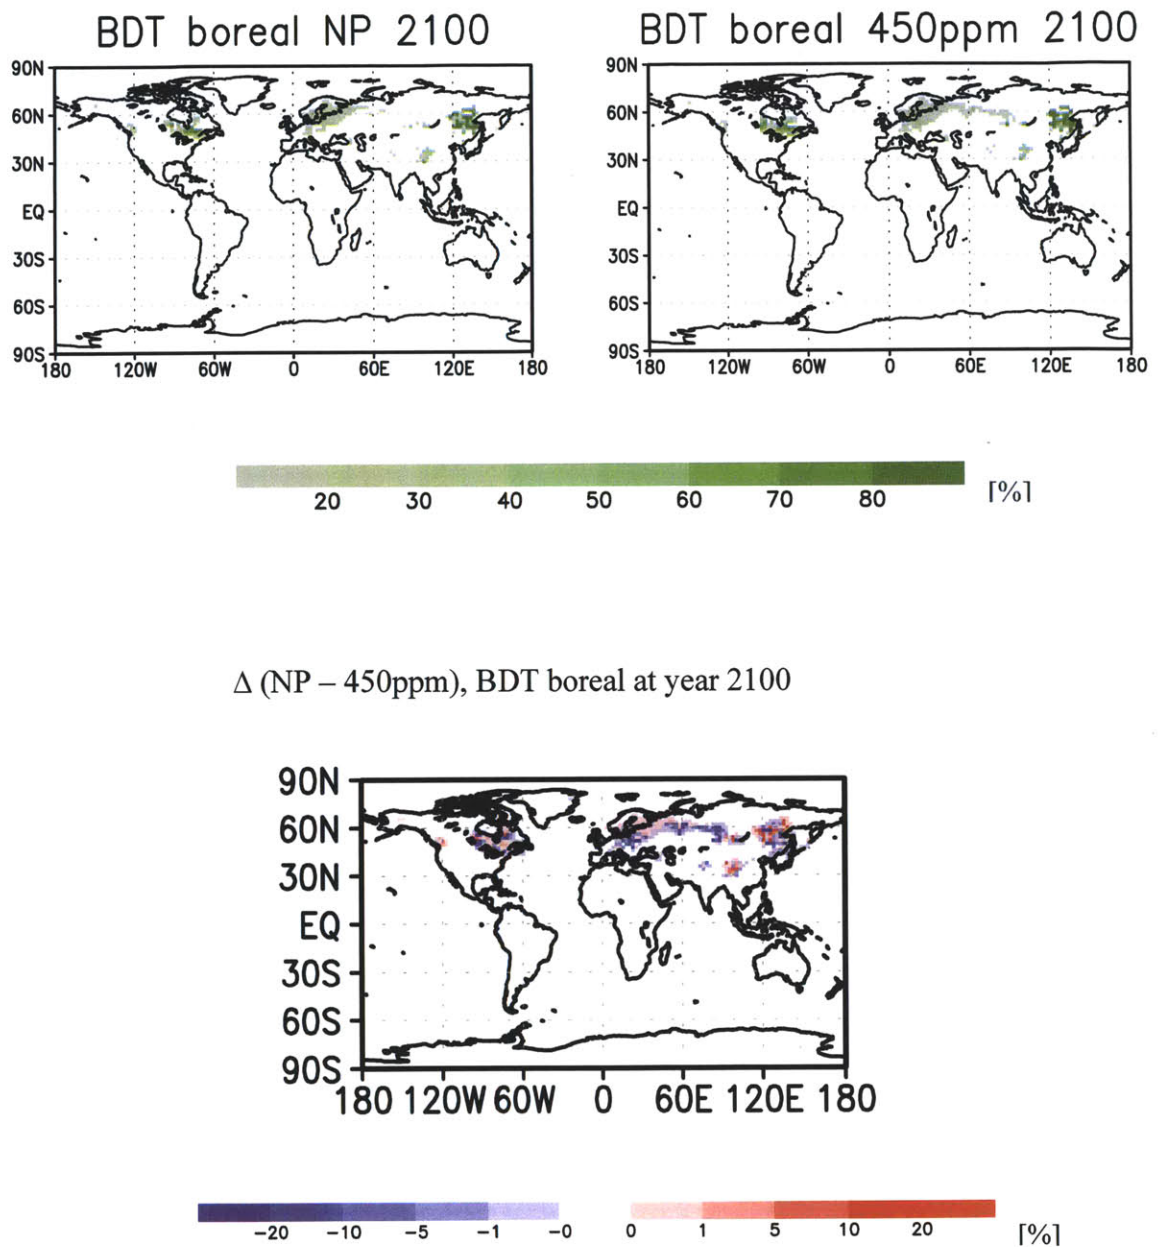 BDT boreal NP 2100
BDT boreal 450ppm 2100
90N
60N
30N
EQ
30S
60S
90S
180 120W 60W 0 60E 120E 180
90N
60N
30N
EQ
30S
60S
90S
180 120W 60W 0 60E 120E 180
20 30 40 50 60 70 80 [%]
Δ (NP – 450ppm), BDT boreal at year 2100
90N
60N
30N
EQ
30S
60S
90S
180 120W 60W 0 60E 120E 180
−20 −10 −5 −1 −0 0 1 5 10 20 [%]